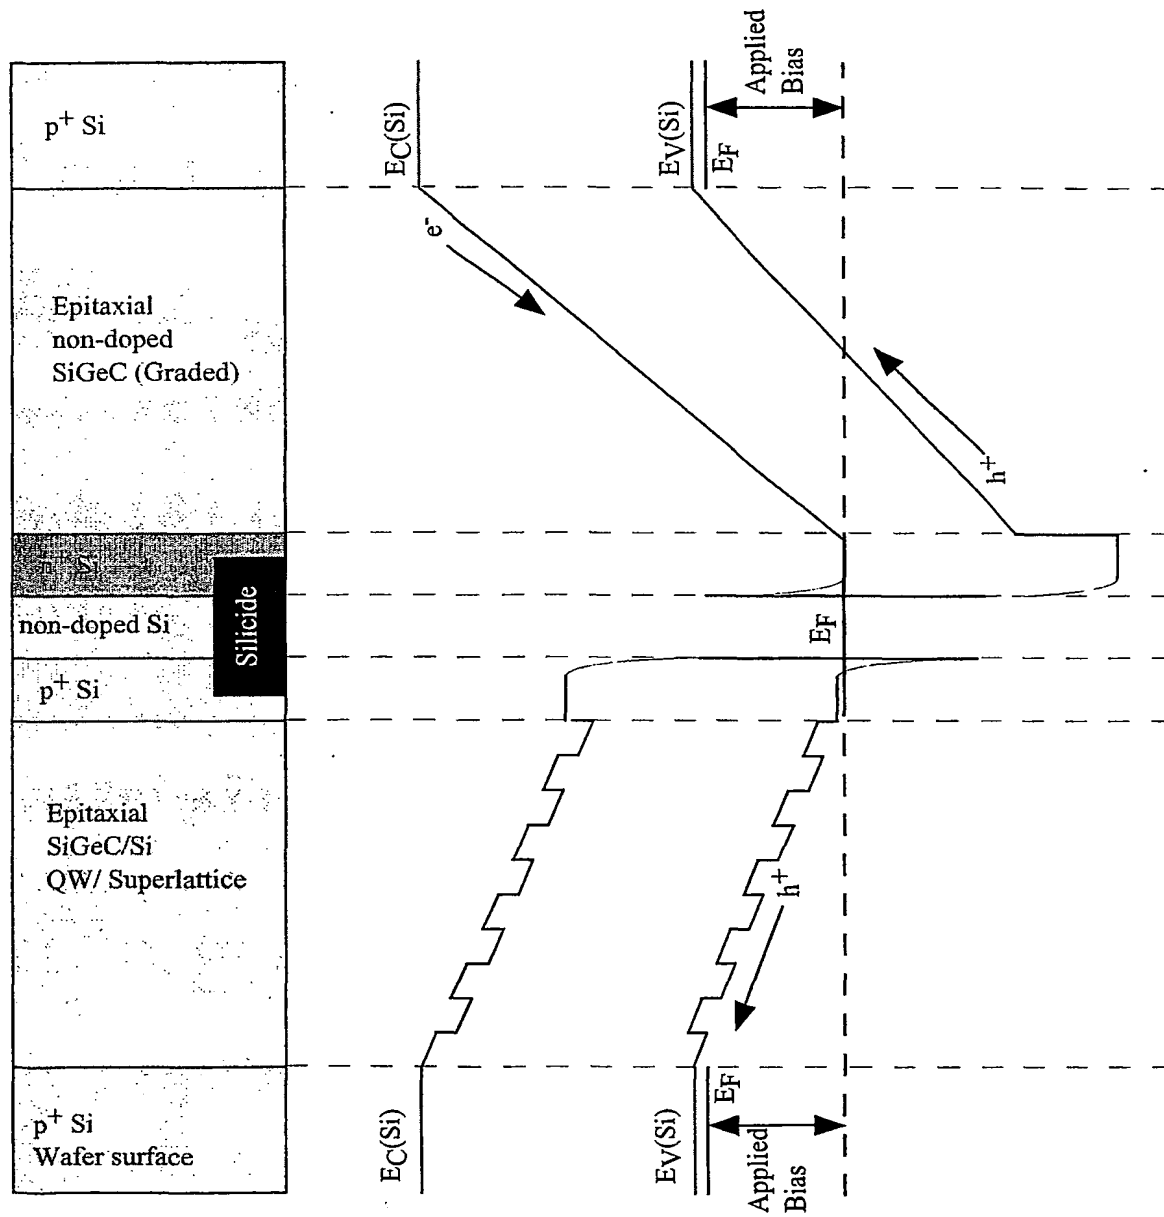 p+ Si
Epitaxial
non-doped
SiGeC (Graded)
Si
non-doped Si
p+ Si
Silicide
Epitaxial
SiGeC/Si
QW/ Superlattice
p+ Si
Wafer surface
EC(Si)
EV(Si)
EF
Applied
Bias
e-
h+
EF
h+
EC(Si)
EV(Si)
EF
Applied
Bias